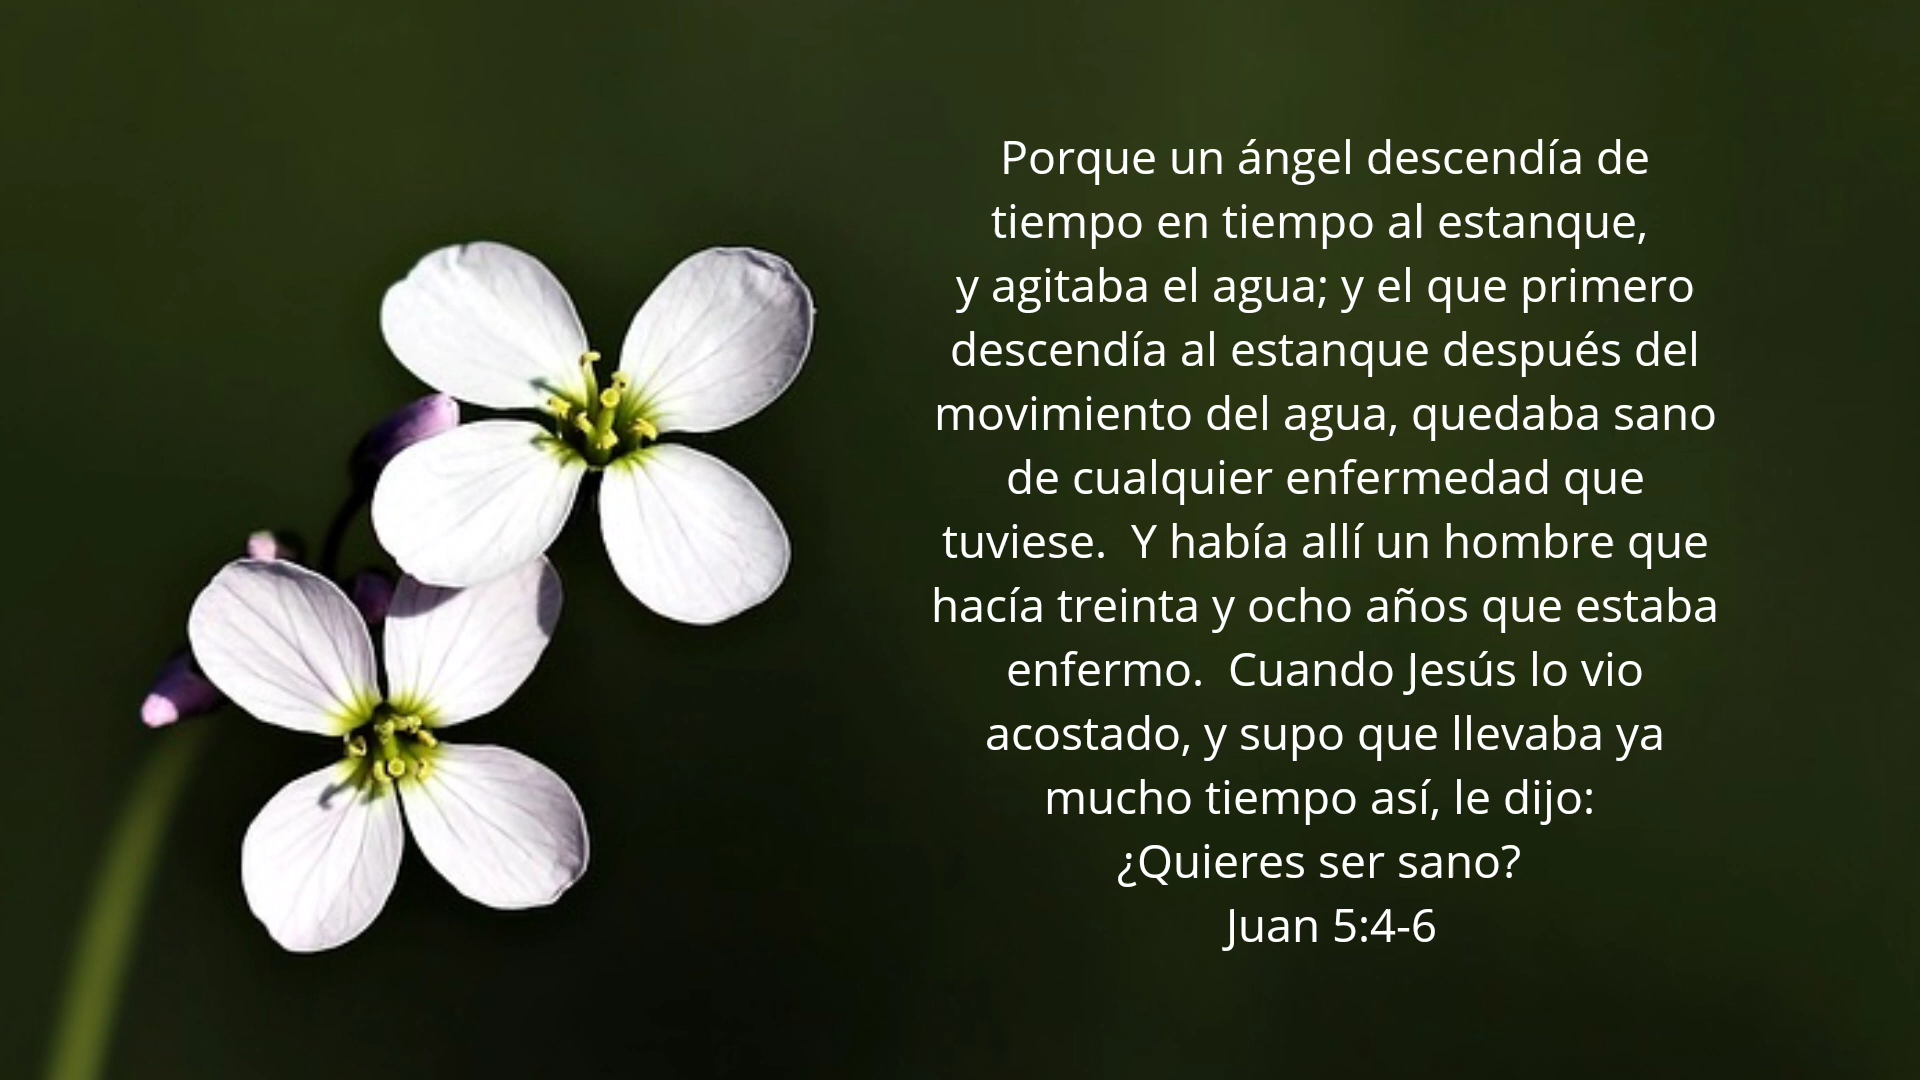 Porque un ángel descendía de
tiempo en tiempo al estanque,
y agitaba el agua; y el que primero
descendía al estanque después del
movimiento del agua, quedaba sano
de cualquier enfermedad que
tuviese.  Y había allí un hombre que
hacía treinta y ocho años que estaba
enfermo.  Cuando Jesús lo vio
acostado, y supo que llevaba ya
mucho tiempo así, le dijo:
¿Quieres ser sano?
Juan 5:4-6